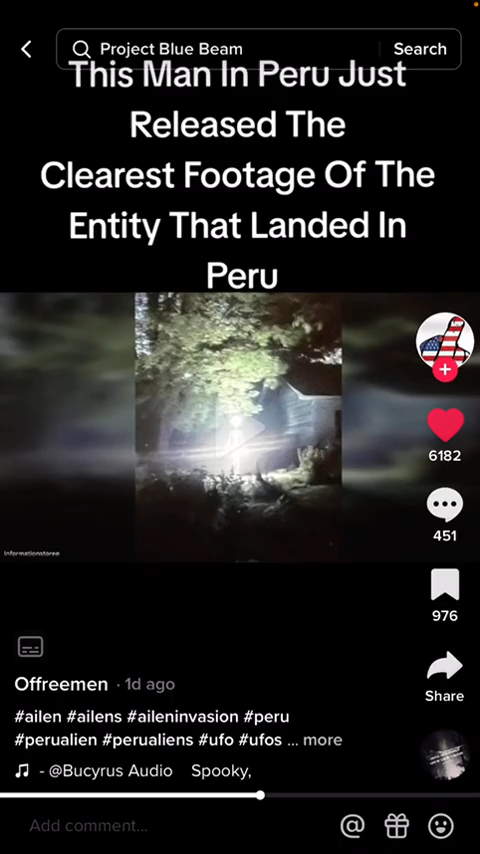 Project Blue Beam
Search
This Man In Peru Just
Released The
Clearest Footage Of The
Entity That Landed In
Peru
6182
451
976
Share
informationstoree
Offreemen · 1d ago
#ailen #ailens #aileninvasion #peru
#perualien #perualiens #ufo #ufos ... more
- @Bucyrus Audio Spooky,
Add comment...